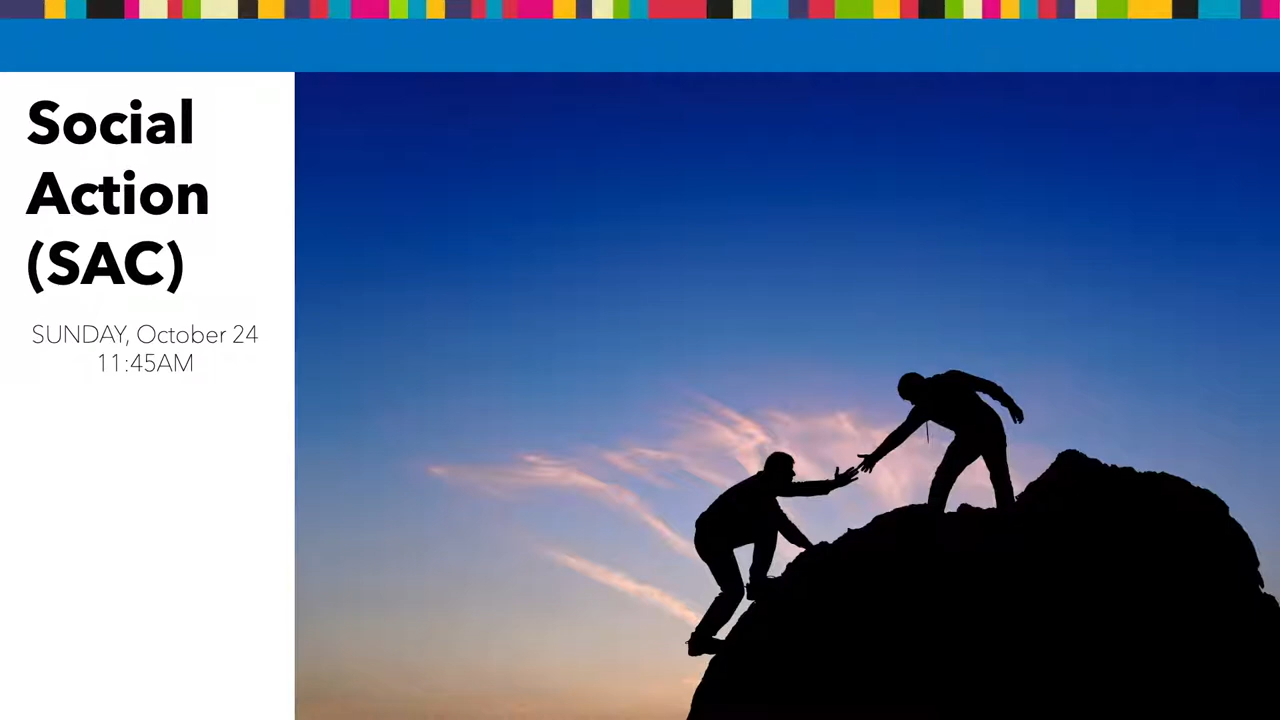 Social
Action
(SAC)
SUNDAY, October 24
11:45AM